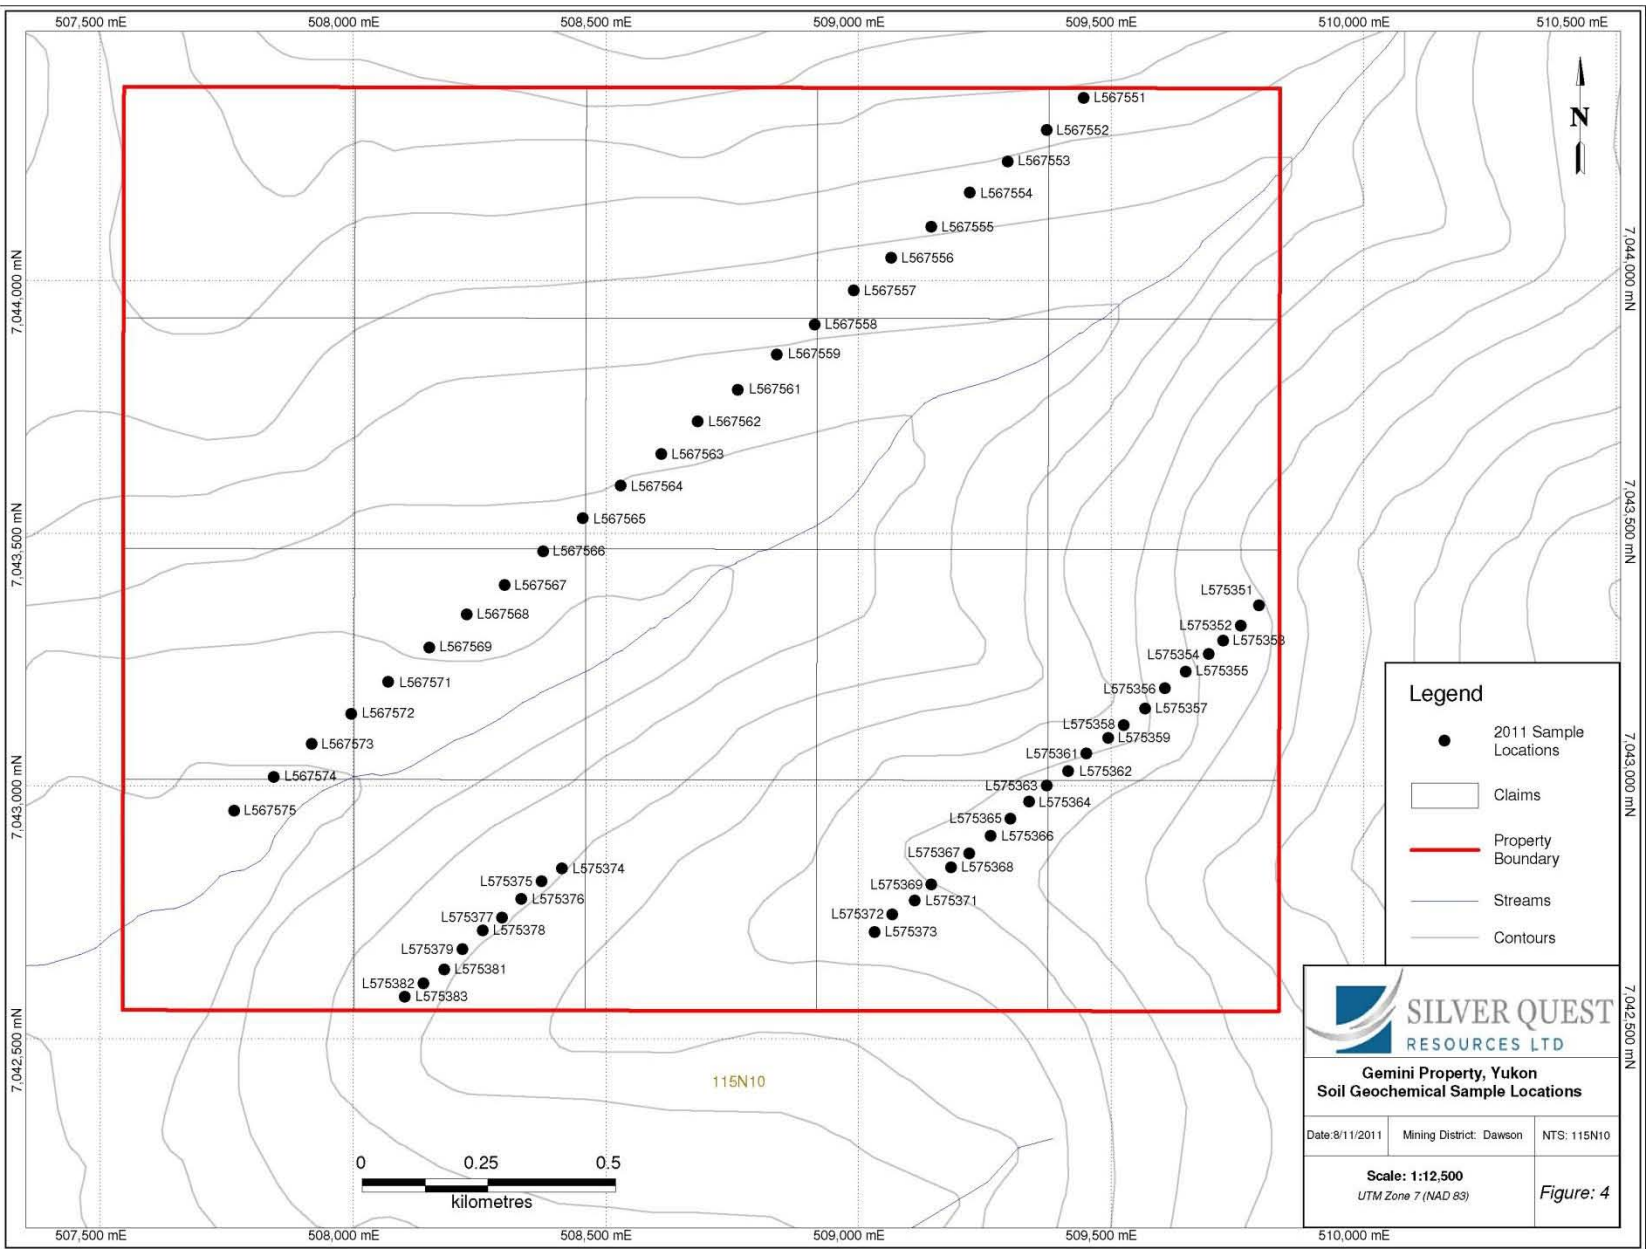 507,500 mE
508,000 mE
508,500 mE
509,000 mE
509,500 mE
510,000 mE
510,500 mE
7,044,000 mN
7,043,500 mN
7,043,000 mN
7,042,500 mN
N
L567551
L567552
L567553
L567554
L567555
L567556
L567557
L567558
L567559
L567561
L567562
L567563
L567564
L567565
L567566
L567567
L567568
L567569
L567571
L567572
L567573
L567574
L567575
L575351
L575352
L575353
L575354
L575355
L575356
L575357
L575358
L575359
L575361
L575362
L575363
L575364
L575365
L575366
L575367
L575368
L575369
L575371
L575372
L575373
L575374
L575375
L575376
L575377
L575378
L575379
L575381
L575382
L575383
115N10
0 0.25 0.5
kilometres
7,044,000 mN
7,043,500 mN
7,043,000 mN
7,042,500 mN
Legend
2011 Sample
Locations
Claims
Property
Boundary
Streams
Contours
SILVER QUEST
RESOURCES LTD
Gemini Property, Yukon
Soil Geochemical Sample Locations
Date:8/11/2011
Mining District: Dawson
NTS: 115N10
Scale: 1:12,500
UTM Zone 7 (NAD 83)
Figure: 4
507,500 mE
508,000 mE
508,500 mE
509,000 mE
509,500 mE
510,000 mE